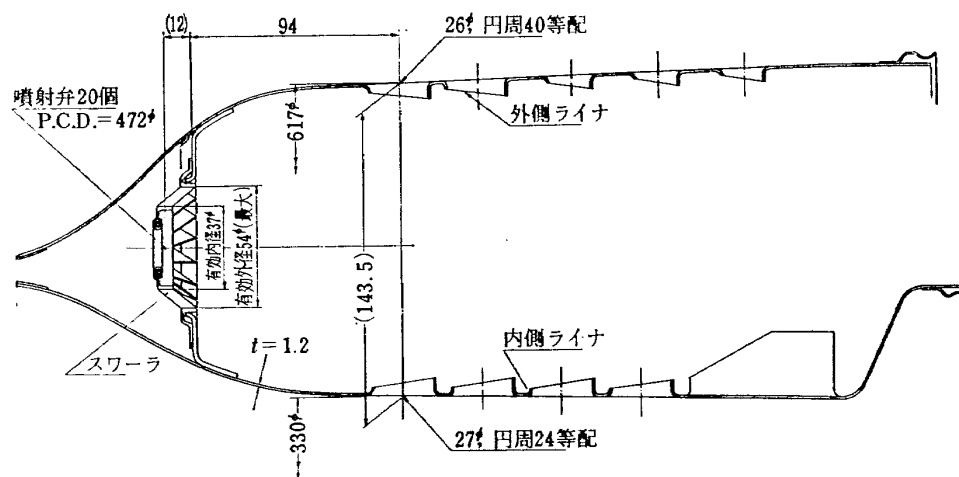 (12)
94
26φ, 円周40等配
噴射弁20個
P.C.D.=472φ
617φ
外側ライナ
有効内径37φ
有効外径54φ(最大)
(143.5)
スワーラ
t=1.2
内側ライナ
330φ
27φ, 円周24等配